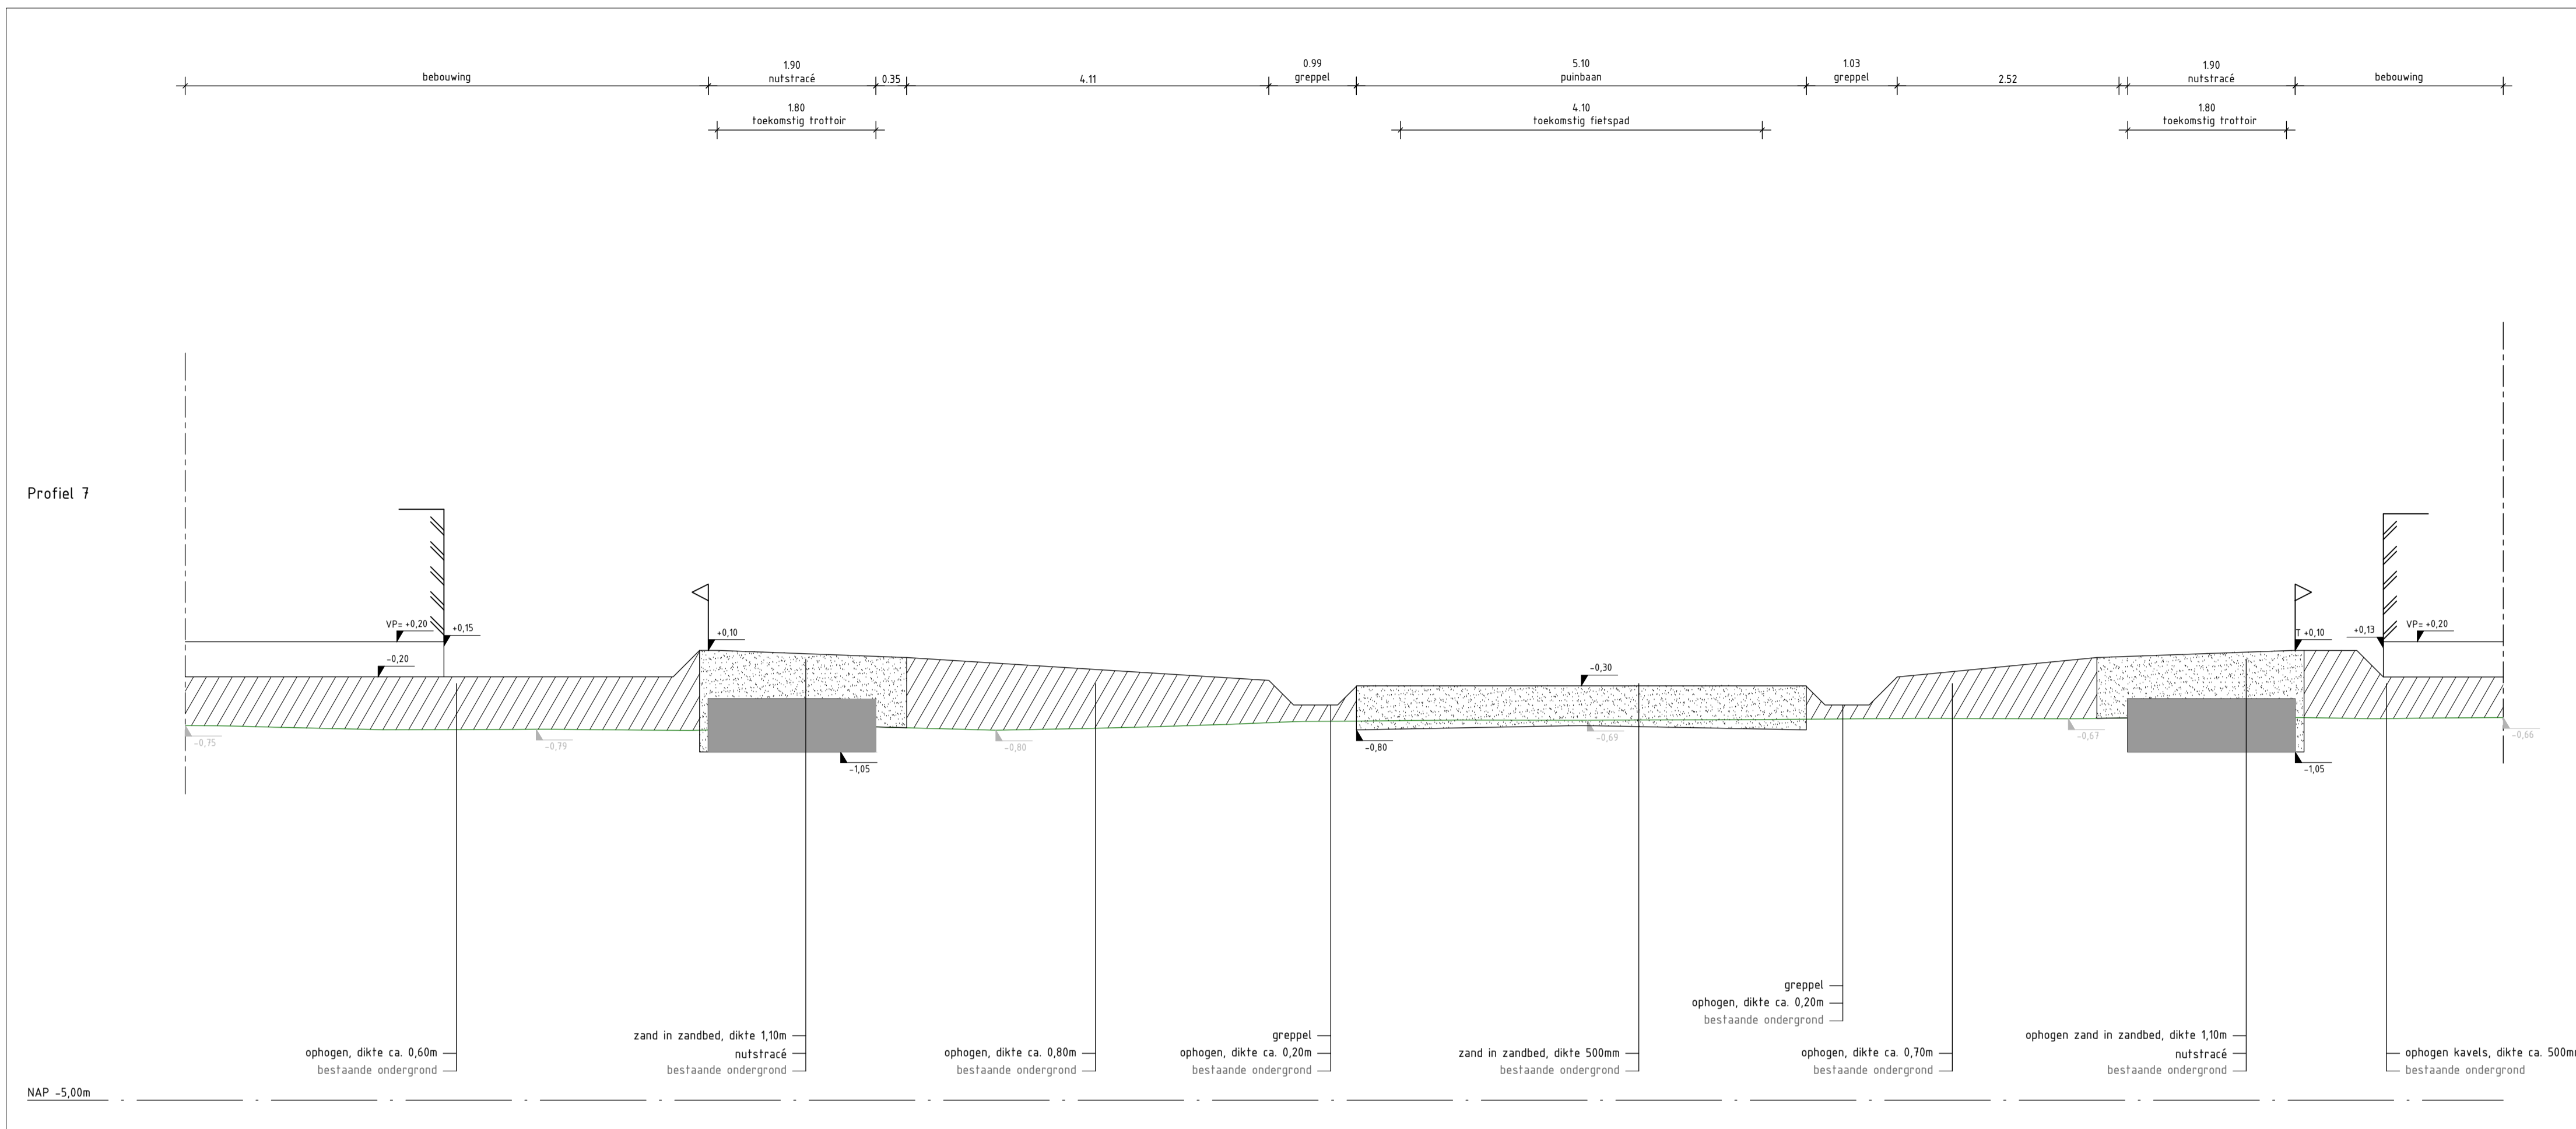 1.90
0.99
5.10
1.03
1.90
bebouwing
nutstracé
0.35
4.11
greppel
puinbaan
greppel
2.52
nutstracé
bebouwing
1.80
toekomstig trottoir
4.10
toekomstig fietspad
1.80
toekomstig trottoir
Profiel 7
VP= +0,20
+0,15
+0,10
-0,20
-0,30
T +0,10
+0,13
VP= +0,20
-0,75
-0,79
-1,05
-0,80
-0,80
-0,69
-0,67
-1,05
-0,66
ophogen, dikte ca. 0,60m
bestaande ondergrond
zand in zandbed, dikte 1,10m
nutstracé
bestaande ondergrond
ophogen, dikte ca. 0,80m
bestaande ondergrond
greppel
ophogen, dikte ca. 0,20m
bestaande ondergrond
zand in zandbed, dikte 500mm
bestaande ondergrond
greppel
ophogen, dikte ca. 0,20m
bestaande ondergrond
ophogen, dikte ca. 0,70m
bestaande ondergrond
ophogen zand in zandbed, dikte 1,10m
nutstracé
bestaande ondergrond
ophogen kavels, dikte ca. 500m
bestaande ondergrond
NAP -5,00m